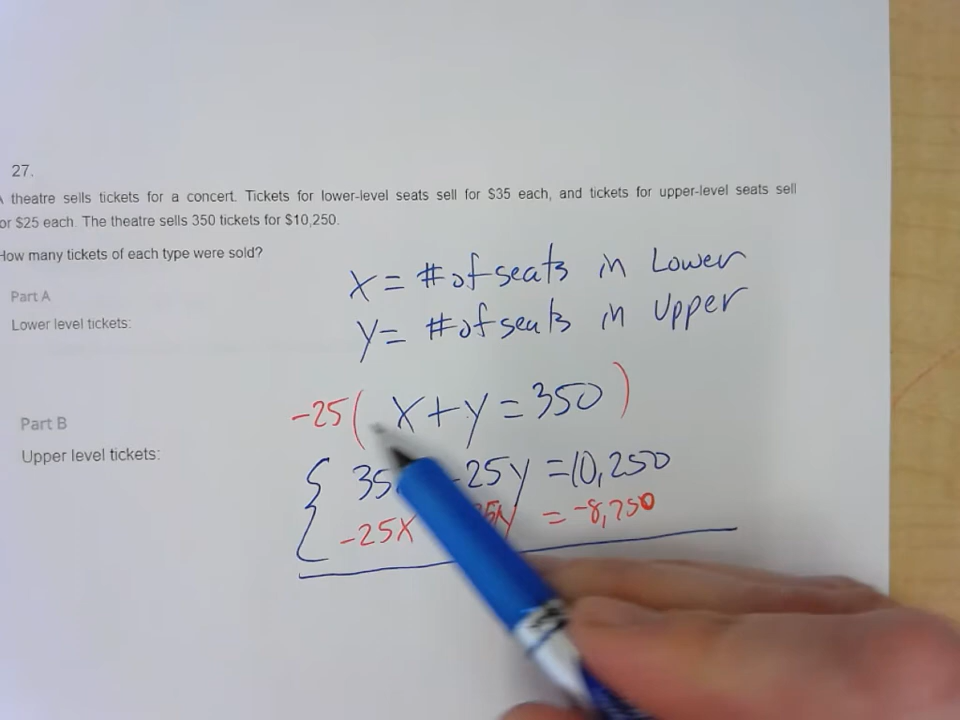 27.
theatre sells tickets for a concert. Tickets for lower-level seats sell for $35 each, and tickets for upper-level seats sell
or $25 each. The theatre sells 350 tickets for $10,250.
How many tickets of each type were sold?
x = # of seats in Lower
Part A
Lower level tickets:
y = # of seats in Upper
-25( x + y = 350 )
Part B
Upper level tickets:
35 25y = 10,250
-25x 25y = -8,750